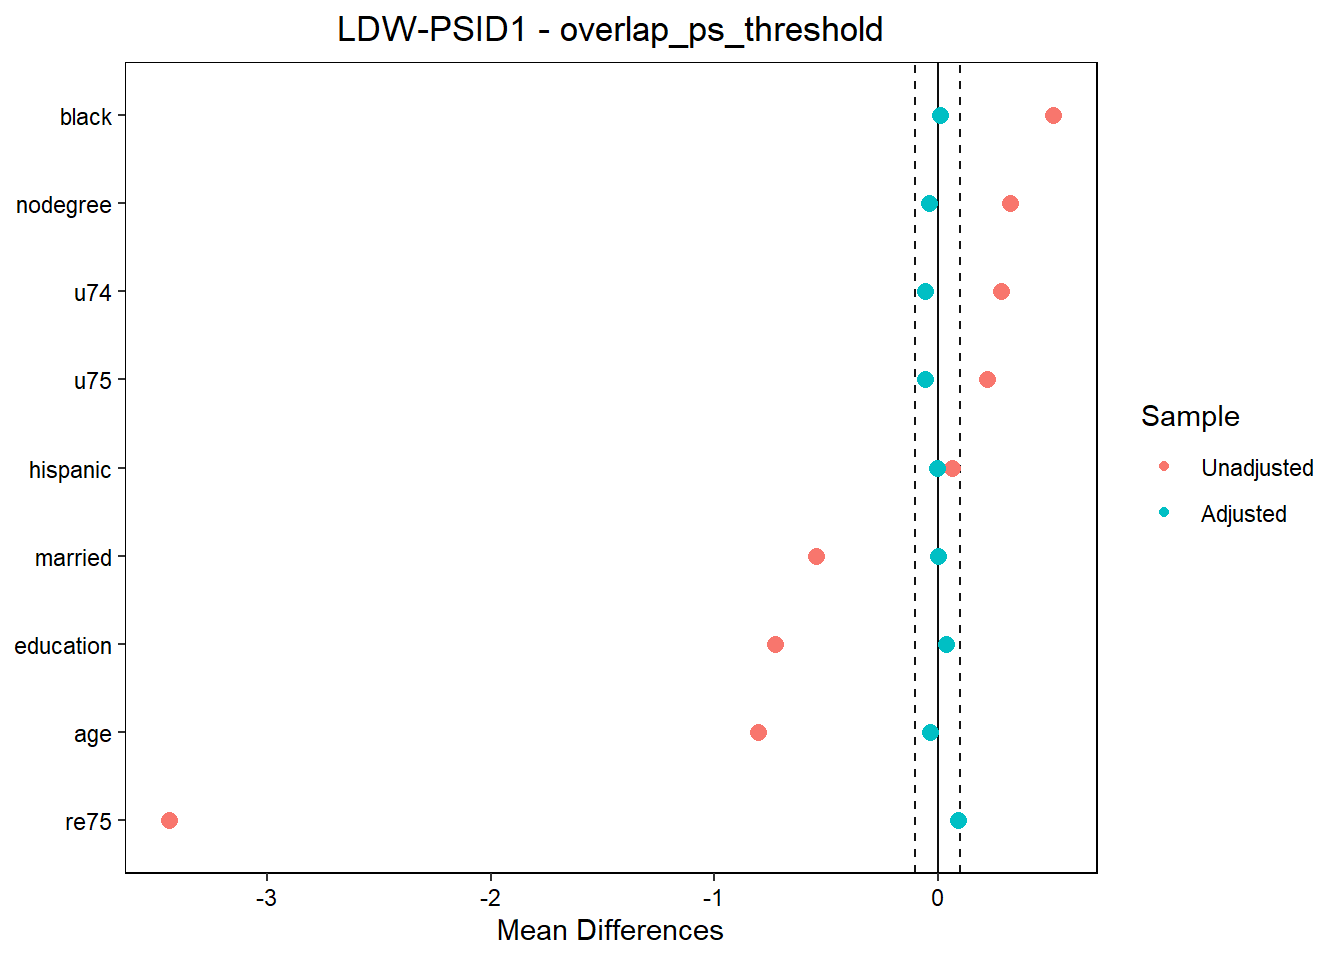 LDW-PSID1 - overlap_ps_threshold
black
nodegree
u74
u75
hispanic
married
education
age
re75
-3
-2
-1
0
Mean Differences
Sample
Unadjusted
Adjusted